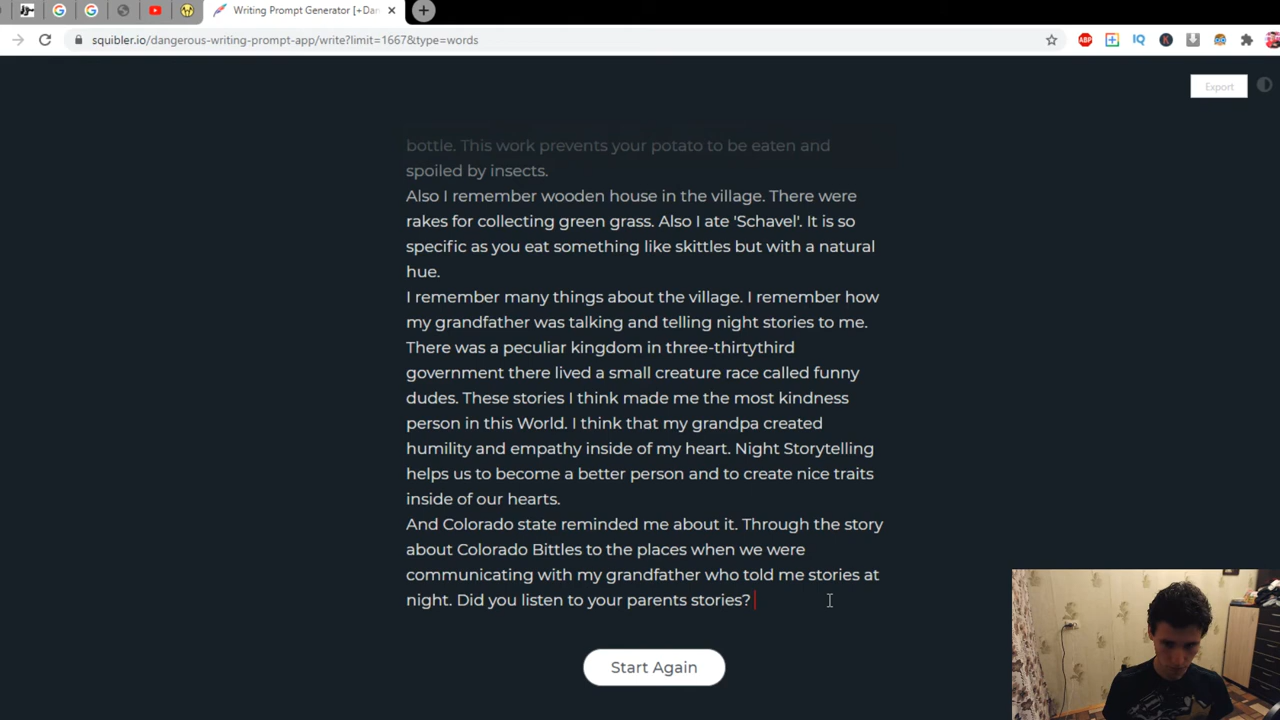 Writing Prompt Generator [+Dan
squibler.io/dangerous-writing-prompt-app/write?limit=1667&type=words
ABP
IQ
K
Export
bottle. This work prevents your potato to be eaten and
spoiled by insects.
Also I remember wooden house in the village. There were
rakes for collecting green grass. Also I ate 'Schavel'. It is so
specific as you eat something like skittles but with a natural
hue.
I remember many things about the village. I remember how
my grandfather was talking and telling night stories to me.
There was a peculiar kingdom in three-thirtythird
government there lived a small creature race called funny
dudes. These stories I think made me the most kindness
person in this World. I think that my grandpa created
humility and empathy inside of my heart. Night Storytelling
helps us to become a better person and to create nice traits
inside of our hearts.
And Colorado state reminded me about it. Through the story
about Colorado Bittles to the places when we were
communicating with my grandfather who told me stories at
night. Did you listen to your parents stories?
Start Again